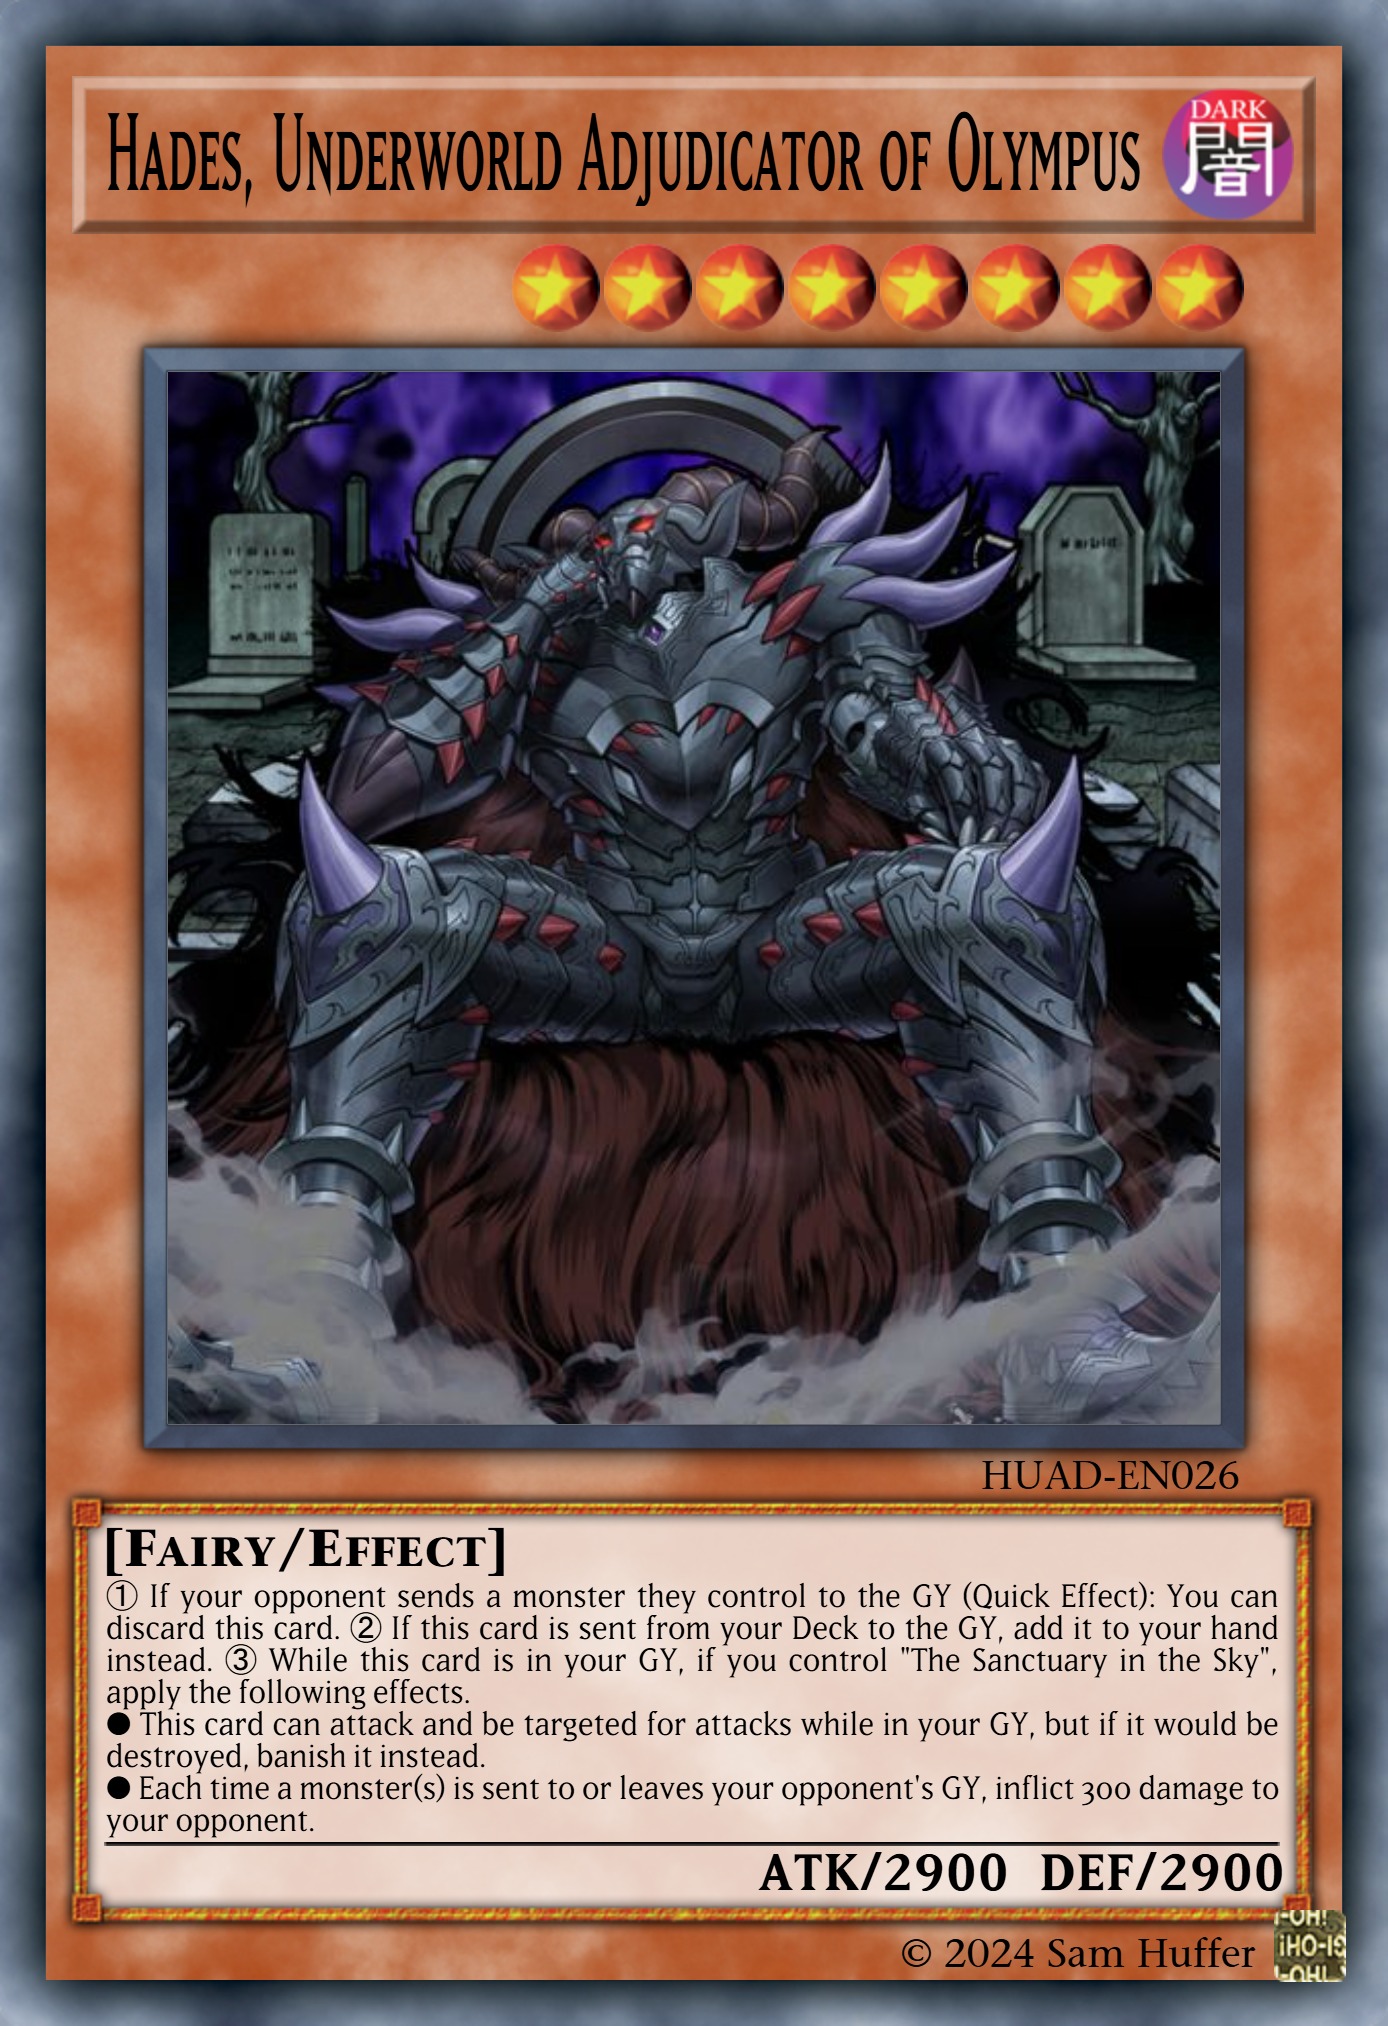 Hades, Underworld Adjudicator of Olympus
DARK
闇
HUAD-EN026
[Fairy/Effect]
① If your opponent sends a monster they control to the GY (Quick Effect): You can
discard this card. ② If this card is sent from your Deck to the GY, add it to your hand
instead. ③ While this card is in your GY, if you control "The Sanctuary in the Sky",
apply the following effects.
● This card can attack and be targeted for attacks while in your GY, but if it would be
destroyed, banish it instead.
● Each time a monster(s) is sent to or leaves your opponent's GY, inflict 300 damage to
your opponent.
ATK/2900 DEF/2900
© 2024 Sam Huffer